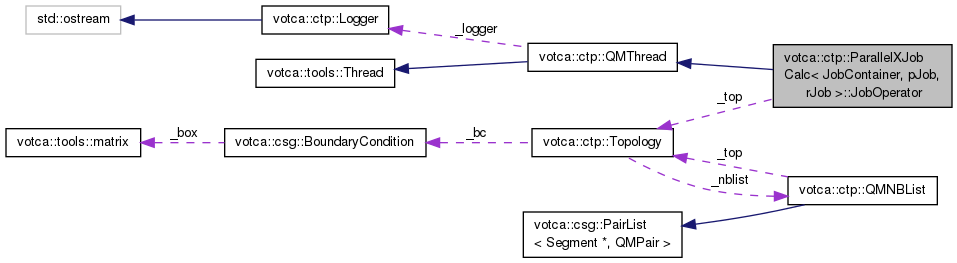 std::ostream
votca::ctp::Logger
_logger
votca::tools::Thread
votca::ctp::QMThread
votca::ctp::ParallelXJob
Calc< JobContainer, pJob,
rJob >::JobOperator
_top
votca::tools::matrix
_box
votca::csg::BoundaryCondition
_bc
votca::ctp::Topology
_top
_nblist
votca::ctp::QMNBList
votca::csg::PairList
< Segment *, QMPair >